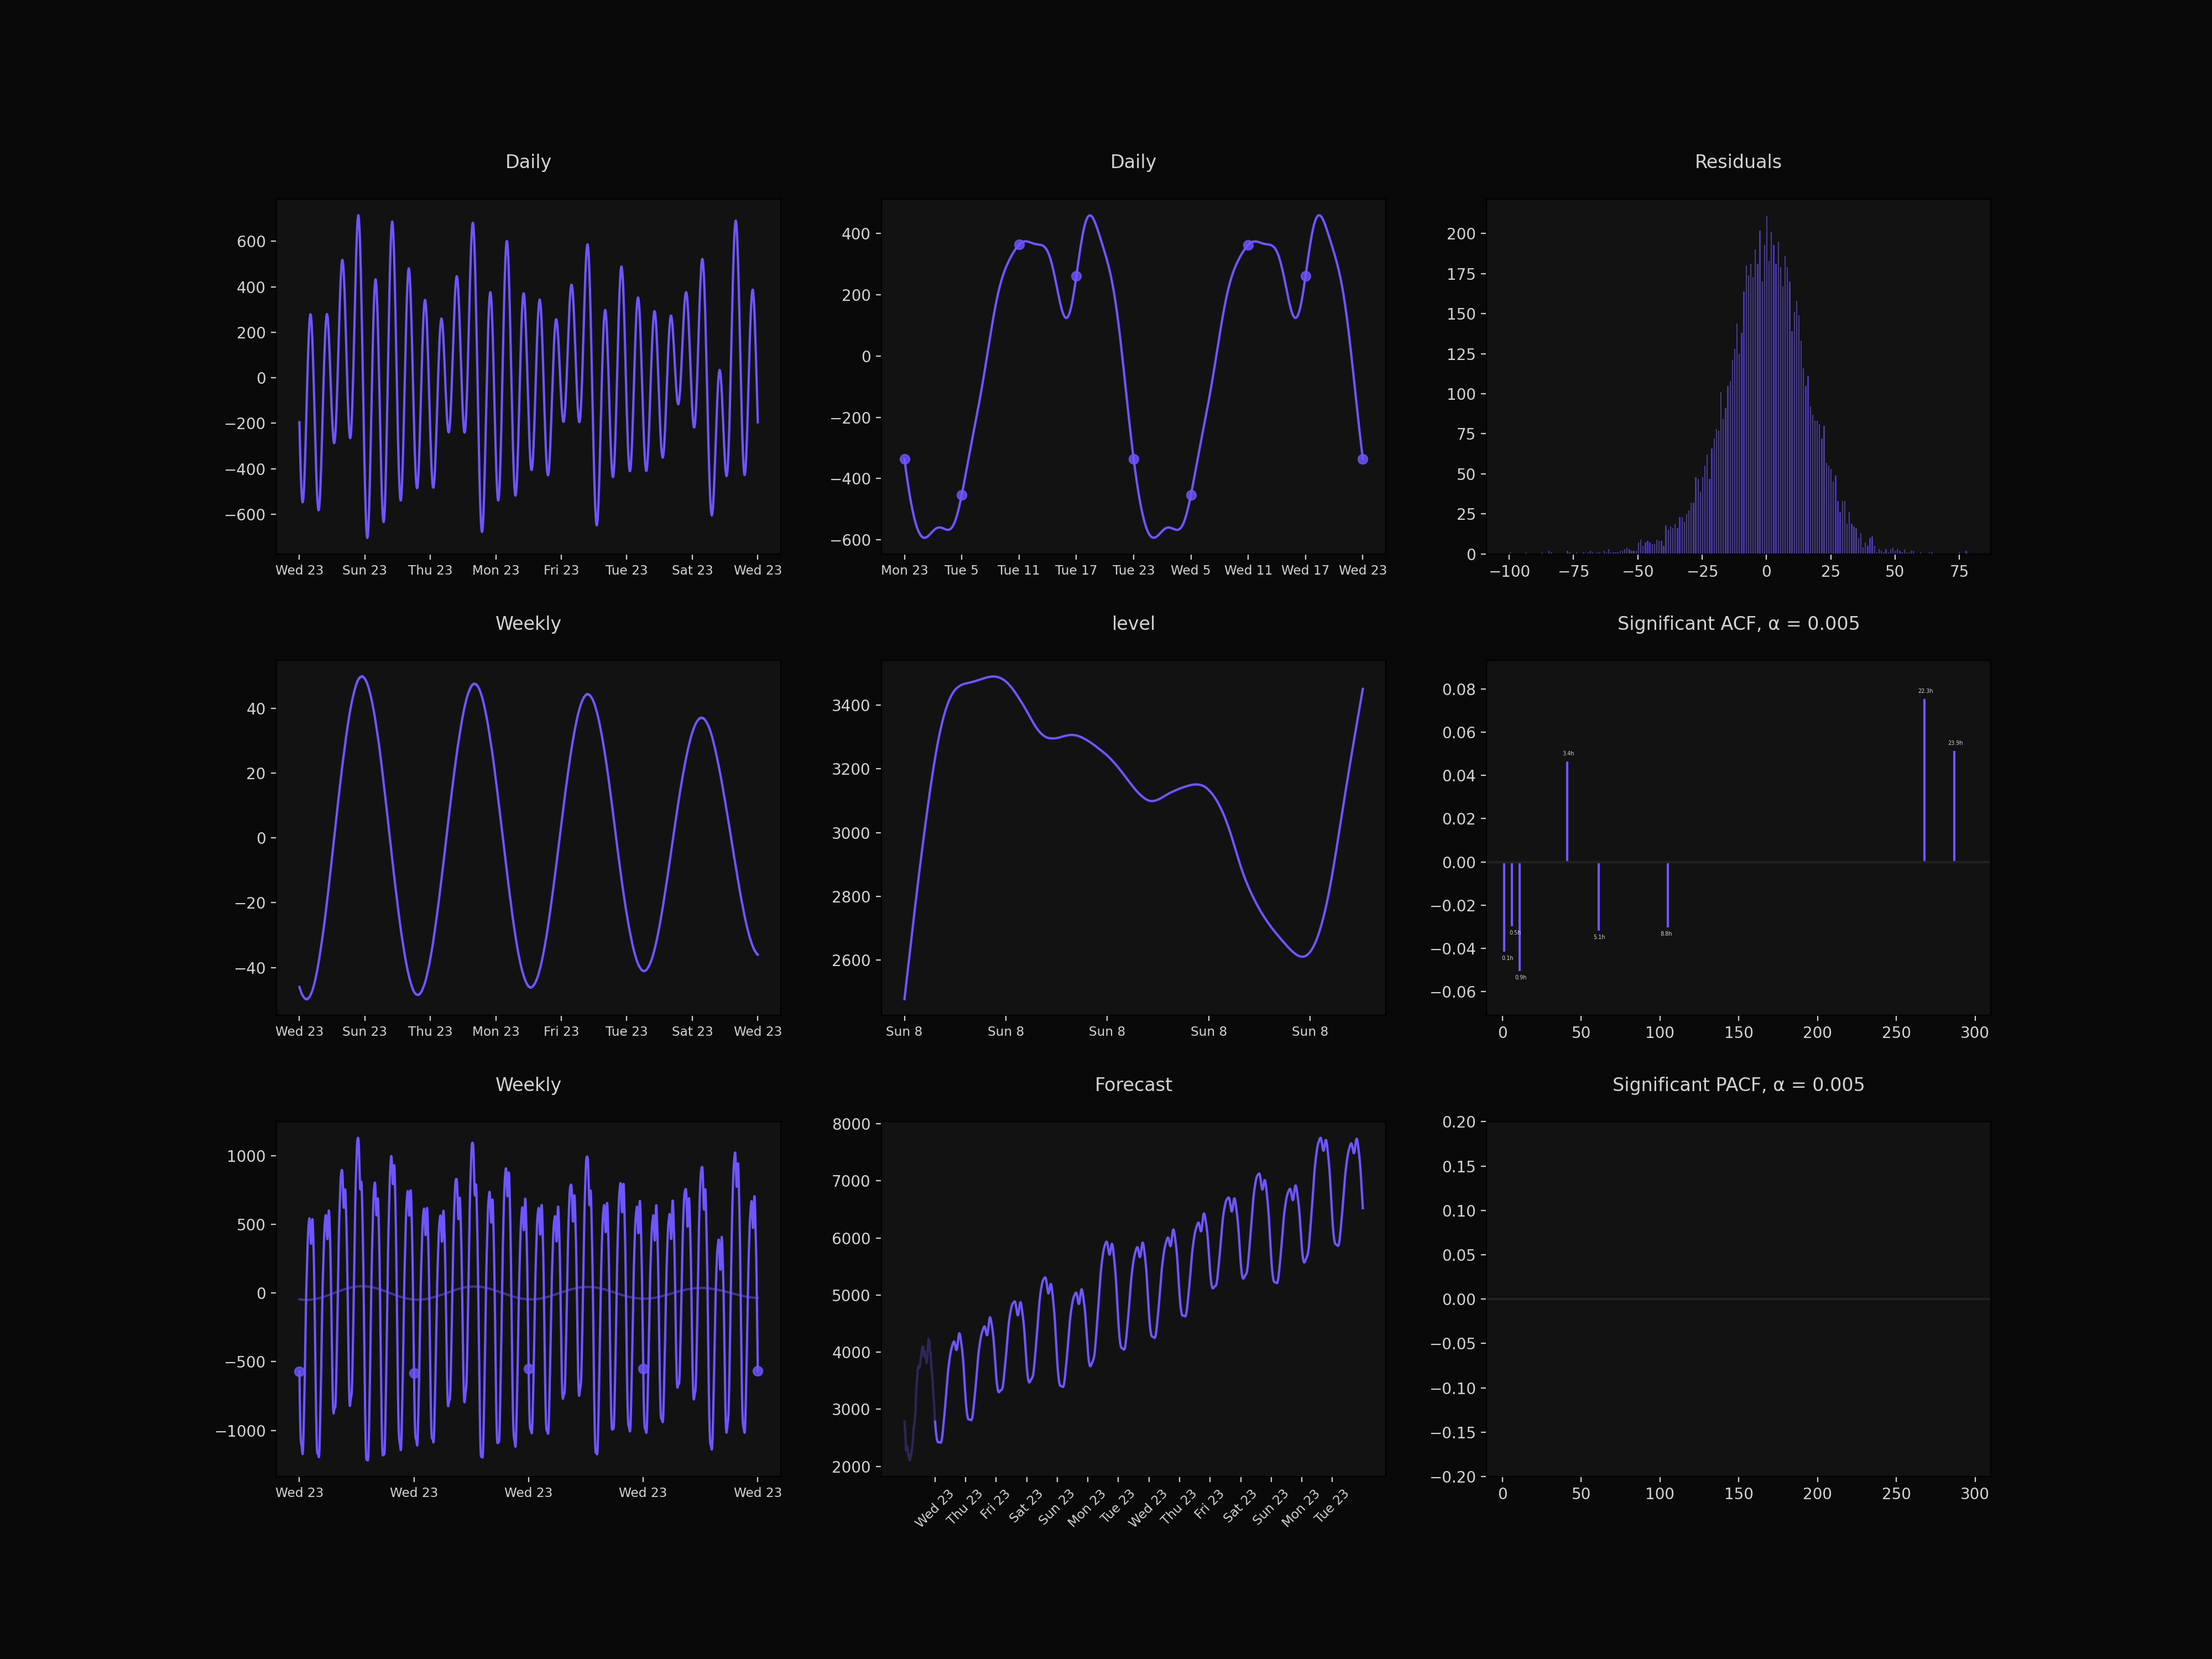 Daily
600
400
200
0
−200
−400
−600
Wed 23 Sun 23 Thu 23 Mon 23 Fri 23 Tue 23 Sat 23 Wed 23
Daily
400
200
0
−200
−400
−600
Mon 23 Tue 5 Tue 11 Tue 17 Tue 23 Wed 5 Wed 11 Wed 17 Wed 23
Residuals
200
175
150
125
100
75
50
25
0
−100 −75 −50 −25 0 25 50 75
Weekly
40
20
0
−20
−40
Wed 23 Sun 23 Thu 23 Mon 23 Fri 23 Tue 23 Sat 23 Wed 23
level
3400
3200
3000
2800
2600
Sun 8 Sun 8 Sun 8 Sun 8 Sun 8
Significant ACF, α = 0.005
0.08
0.06
0.04
0.02
0.00
−0.02
−0.04
−0.06
22.3h
23.9h
3.4h
0.5h
5.1h
8.8h
0.1h
0.9h
0 50 100 150 200 250 300
Weekly
1000
500
0
−500
−1000
Wed 23 Wed 23 Wed 23 Wed 23 Wed 23
Forecast
8000
7000
6000
5000
4000
3000
2000
Wed 23 Thu 23 Fri 23 Sat 23 Sun 23 Mon 23 Tue 23 Wed 23 Thu 23 Fri 23 Sat 23 Sun 23 Mon 23 Tue 23
Significant PACF, α = 0.005
0.20
0.15
0.10
0.05
0.00
−0.05
−0.10
−0.15
−0.20
0 50 100 150 200 250 300